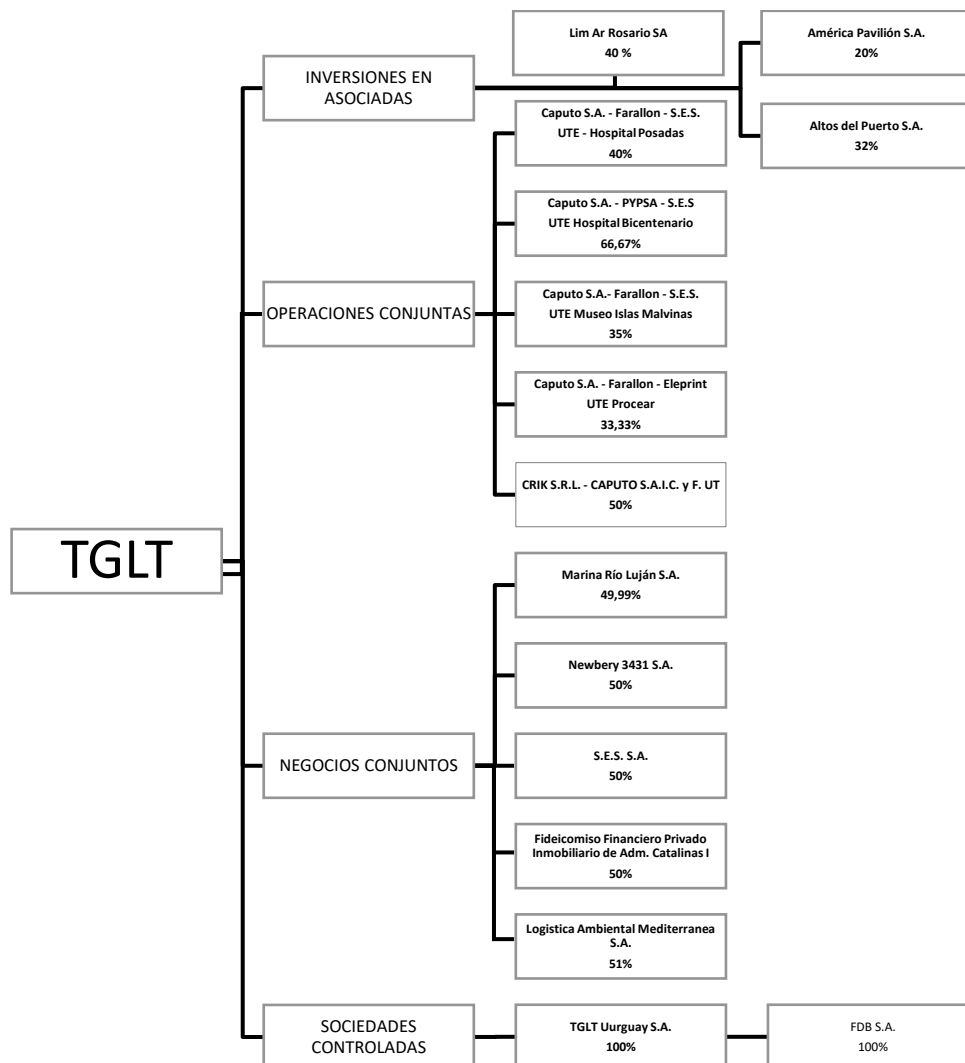 TGLT
INVERSIONES EN
ASOCIADAS
Lim Ar Rosario SA
40 %
América Pavilión S.A.
20%
Altos del Puerto S.A.
32%
OPERACIONES CONJUNTAS
Caputo S.A. - Farallon - S.E.S.
UTE - Hospital Posadas
40%
Caputo S.A. - PYPSA - S.E.S
UTE Hospital Bicentenario
66,67%
Caputo S.A.- Farallon - S.E.S.
UTE Museo Islas Malvinas
35%
Caputo S.A. - Farallon - Eleprint
UTE Procear
33,33%
CRIK S.R.L. - CAPUTO S.A.I.C. y F. UT
50%
NEGOCIOS CONJUNTOS
Marina Río Luján S.A.
49,99%
Newbery 3431 S.A.
50%
S.E.S. S.A.
50%
Fideicomiso Financiero Privado
Inmobiliario de Adm. Catalinas I
50%
Logistica Ambiental Mediterranea
S.A.
51%
SOCIEDADES
CONTROLADAS
TGLT Uurguay S.A.
100%
FDB S.A.
100%